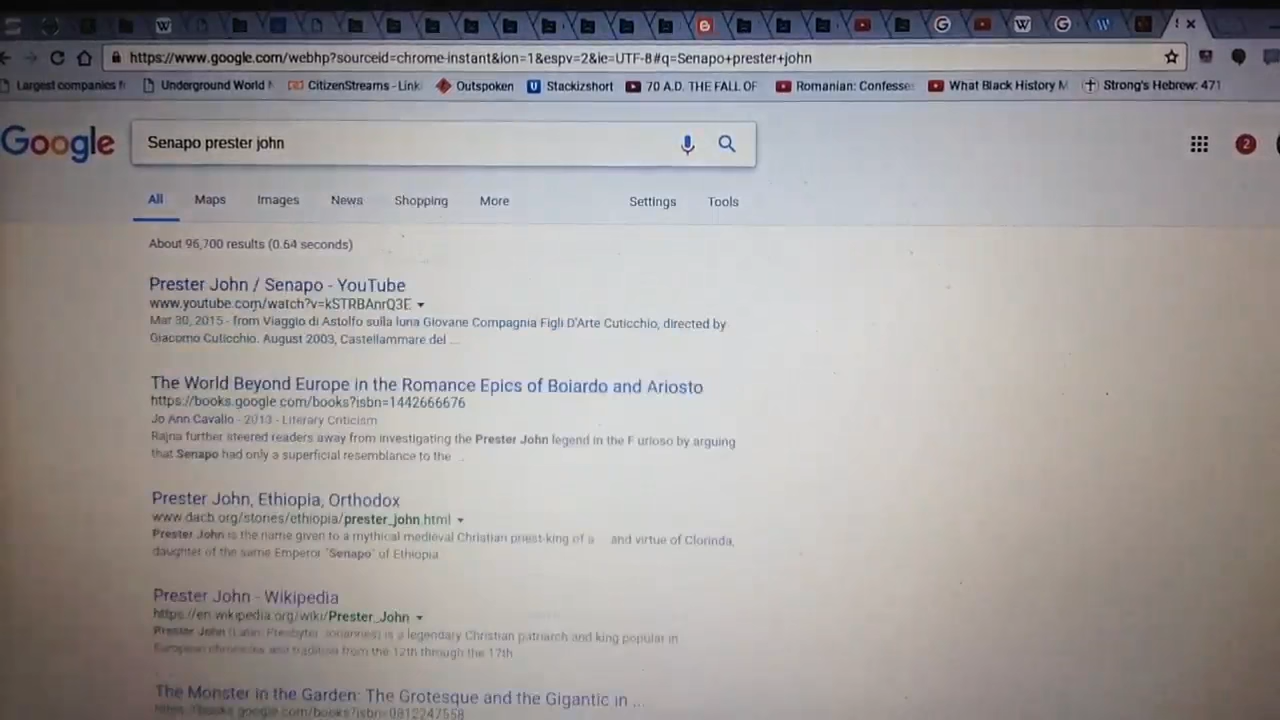 https://www.google.com/webhp?sourceid=chrome-instant&ion=1&espv=2&ie=UTF-8#q=Senapo+prester+john
Largest companies Underground World CitizenStreams - Link Outspoken Stackizshort 70 A.D. THE FALL OF Romanian: Confesse What Black History M Strong's Hebrew: 471
Google Senapo prester john 2
All Maps Images News Shopping More Settings Tools
About 96,700 results (0.64 seconds)
Prester John / Senapo - YouTube
www.youtube.com/watch?v=kSTRBAnrQ3E
Mar 30, 2015 - from Viaggio di Astolfo sulla luna Giovane Compagnia Figli D'Arte Cuticchio, directed by
Giacomo Cuticchio. August 2003, Castellammare del ...
The World Beyond Europe in the Romance Epics of Boiardo and Ariosto
https://books.google.com/books?isbn=1442666676
Jo Ann Cavallo - 2013 - Literary Criticism
Rajna further steered readers away from investigating the Prester John legend in the F urioso by arguing
that Senapo had only a superficial resemblance to the ...
Prester John, Ethiopia, Orthodox
www.dacb.org/stories/ethiopia/prester_john.html
Prester John is the name given to a mythical medieval Christian priest-king of a and virtue of Clorinda,
daughter of the same Emperor "Senapo" of Ethiopia
Prester John - Wikipedia
https://en.wikipedia.org/wiki/Prester_John
Prester John (Latin: Presbyter Johannes) is a legendary Christian patriarch and king popular in
European chronicles and tradition from the 12th through the 17th
The Monster in the Garden: The Grotesque and the Gigantic in ...
https://books.google.com/books?isbn=0812247558